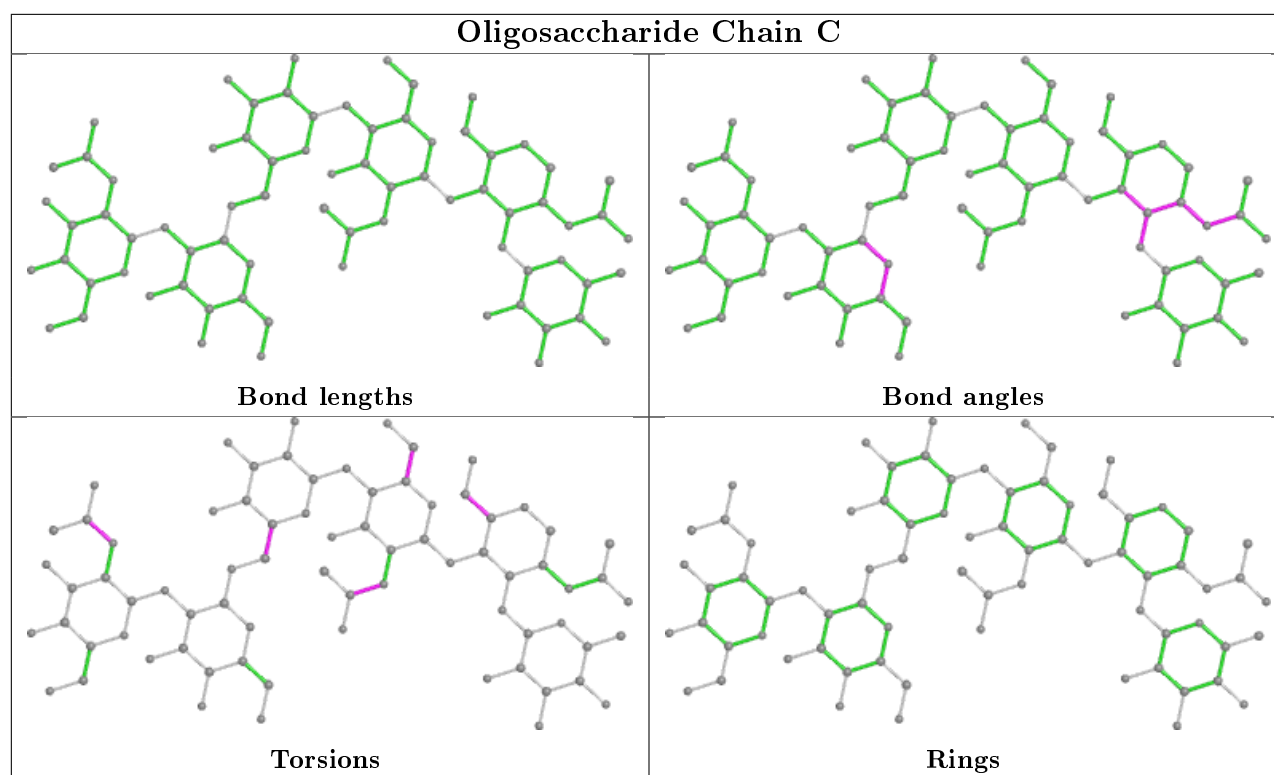 Oligosaccharide Chain C
Bond lengths
Bond angles
Torsions
Rings